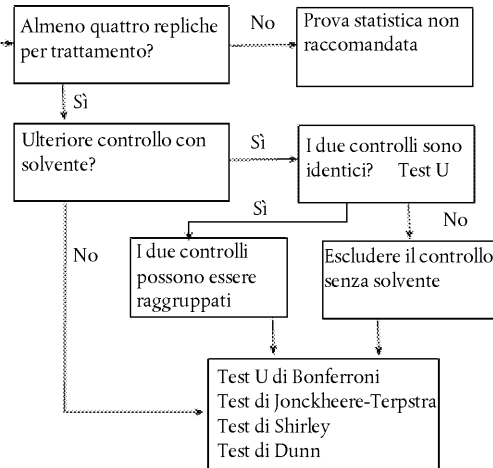 Almeno quattro repliche
per trattamento?
No
Prova statistica non
raccomandata
Sì
Ulteriore controllo con
solvente?
Sì
I due controlli sono
identici? Test U
Sì
No
No
I due controlli
possono essere
raggruppati
Escludere il controllo
senza solvente
Test U di Bonferroni
Test di Jonckheere-Terpstra
Test di Shirley
Test di Dunn